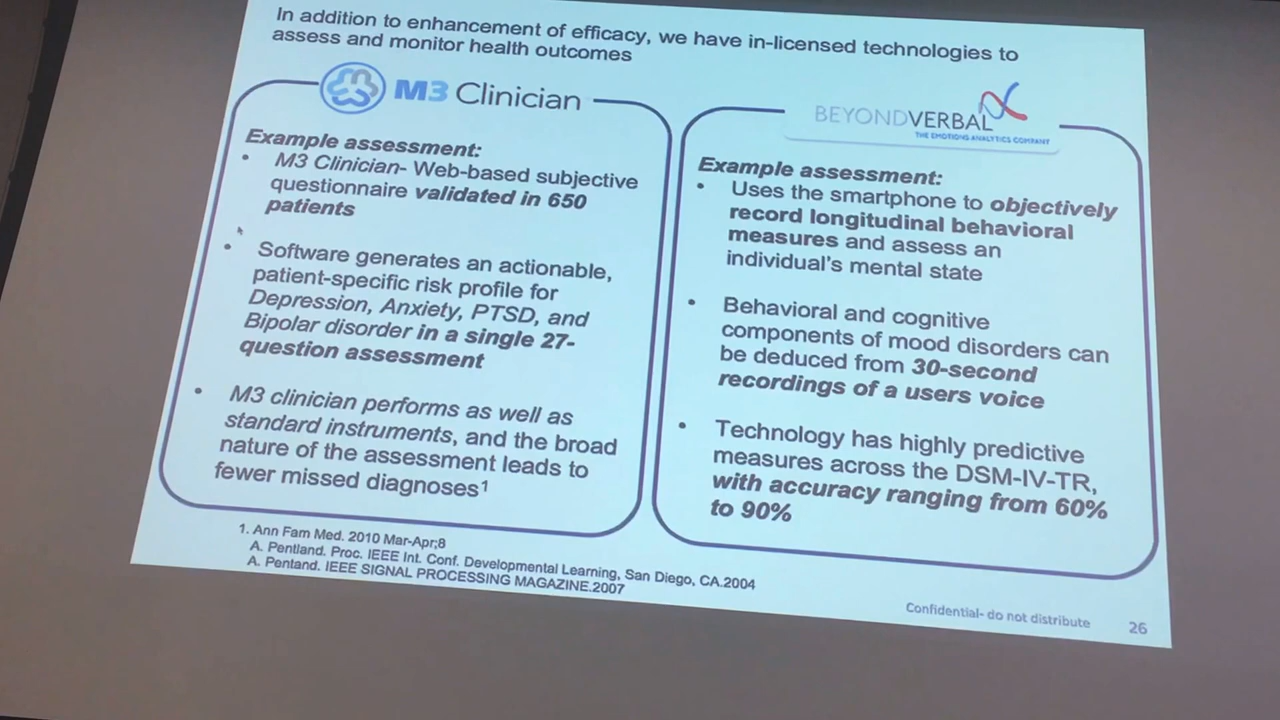 In addition to enhancement of efficacy, we have in-licensed technologies to
assess and monitor health outcomes
M3 Clinician
Example assessment:
• M3 Clinician- Web-based subjective
questionnaire validated in 650
patients
• Software generates an actionable,
patient-specific risk profile for
Depression, Anxiety, PTSD, and
Bipolar disorder in a single 27-
question assessment
• M3 clinician performs as well as
standard instruments, and the broad
nature of the assessment leads to
fewer missed diagnoses¹
BEYONDVERBAL
THE EMOTIONS ANALYTICS COMPANY
Example assessment:
• Uses the smartphone to objectively
record longitudinal behavioral
measures and assess an
individual's mental state
• Behavioral and cognitive
components of mood disorders can
be deduced from 30-second
recordings of a users voice
• Technology has highly predictive
measures across the DSM-IV-TR,
with accuracy ranging from 60%
to 90%
1. Ann Fam Med. 2010 Mar-Apr;8
A. Pentland. Proc. IEEE Int. Conf. Developmental Learning, San Diego, CA.2004
A. Pentand. IEEE SIGNAL PROCESSING MAGAZINE.2007
Confidential- do not distribute
26